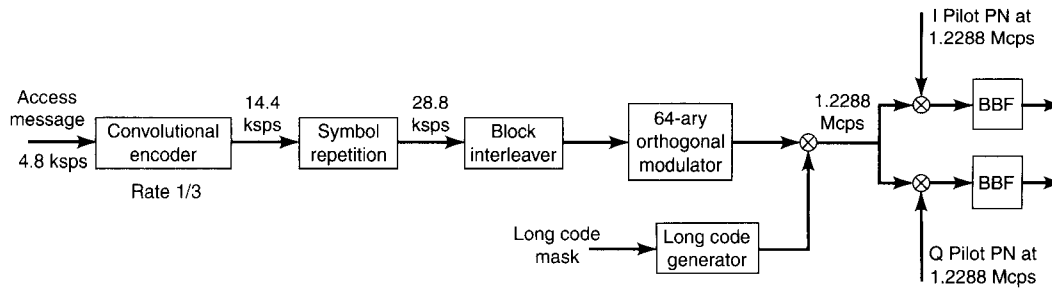 I Pilot PN at
1.2288 Mcps
Access
message
4.8 ksps
Convolutional
encoder
Rate 1/3
14.4
ksps
Symbol
repetition
28.8
ksps
Block
interleaver
64-ary
orthogonal
modulator
1.2288
Mcps
BBF
BBF
Long code
mask
Long code
generator
Q Pilot PN at
1.2288 Mcps